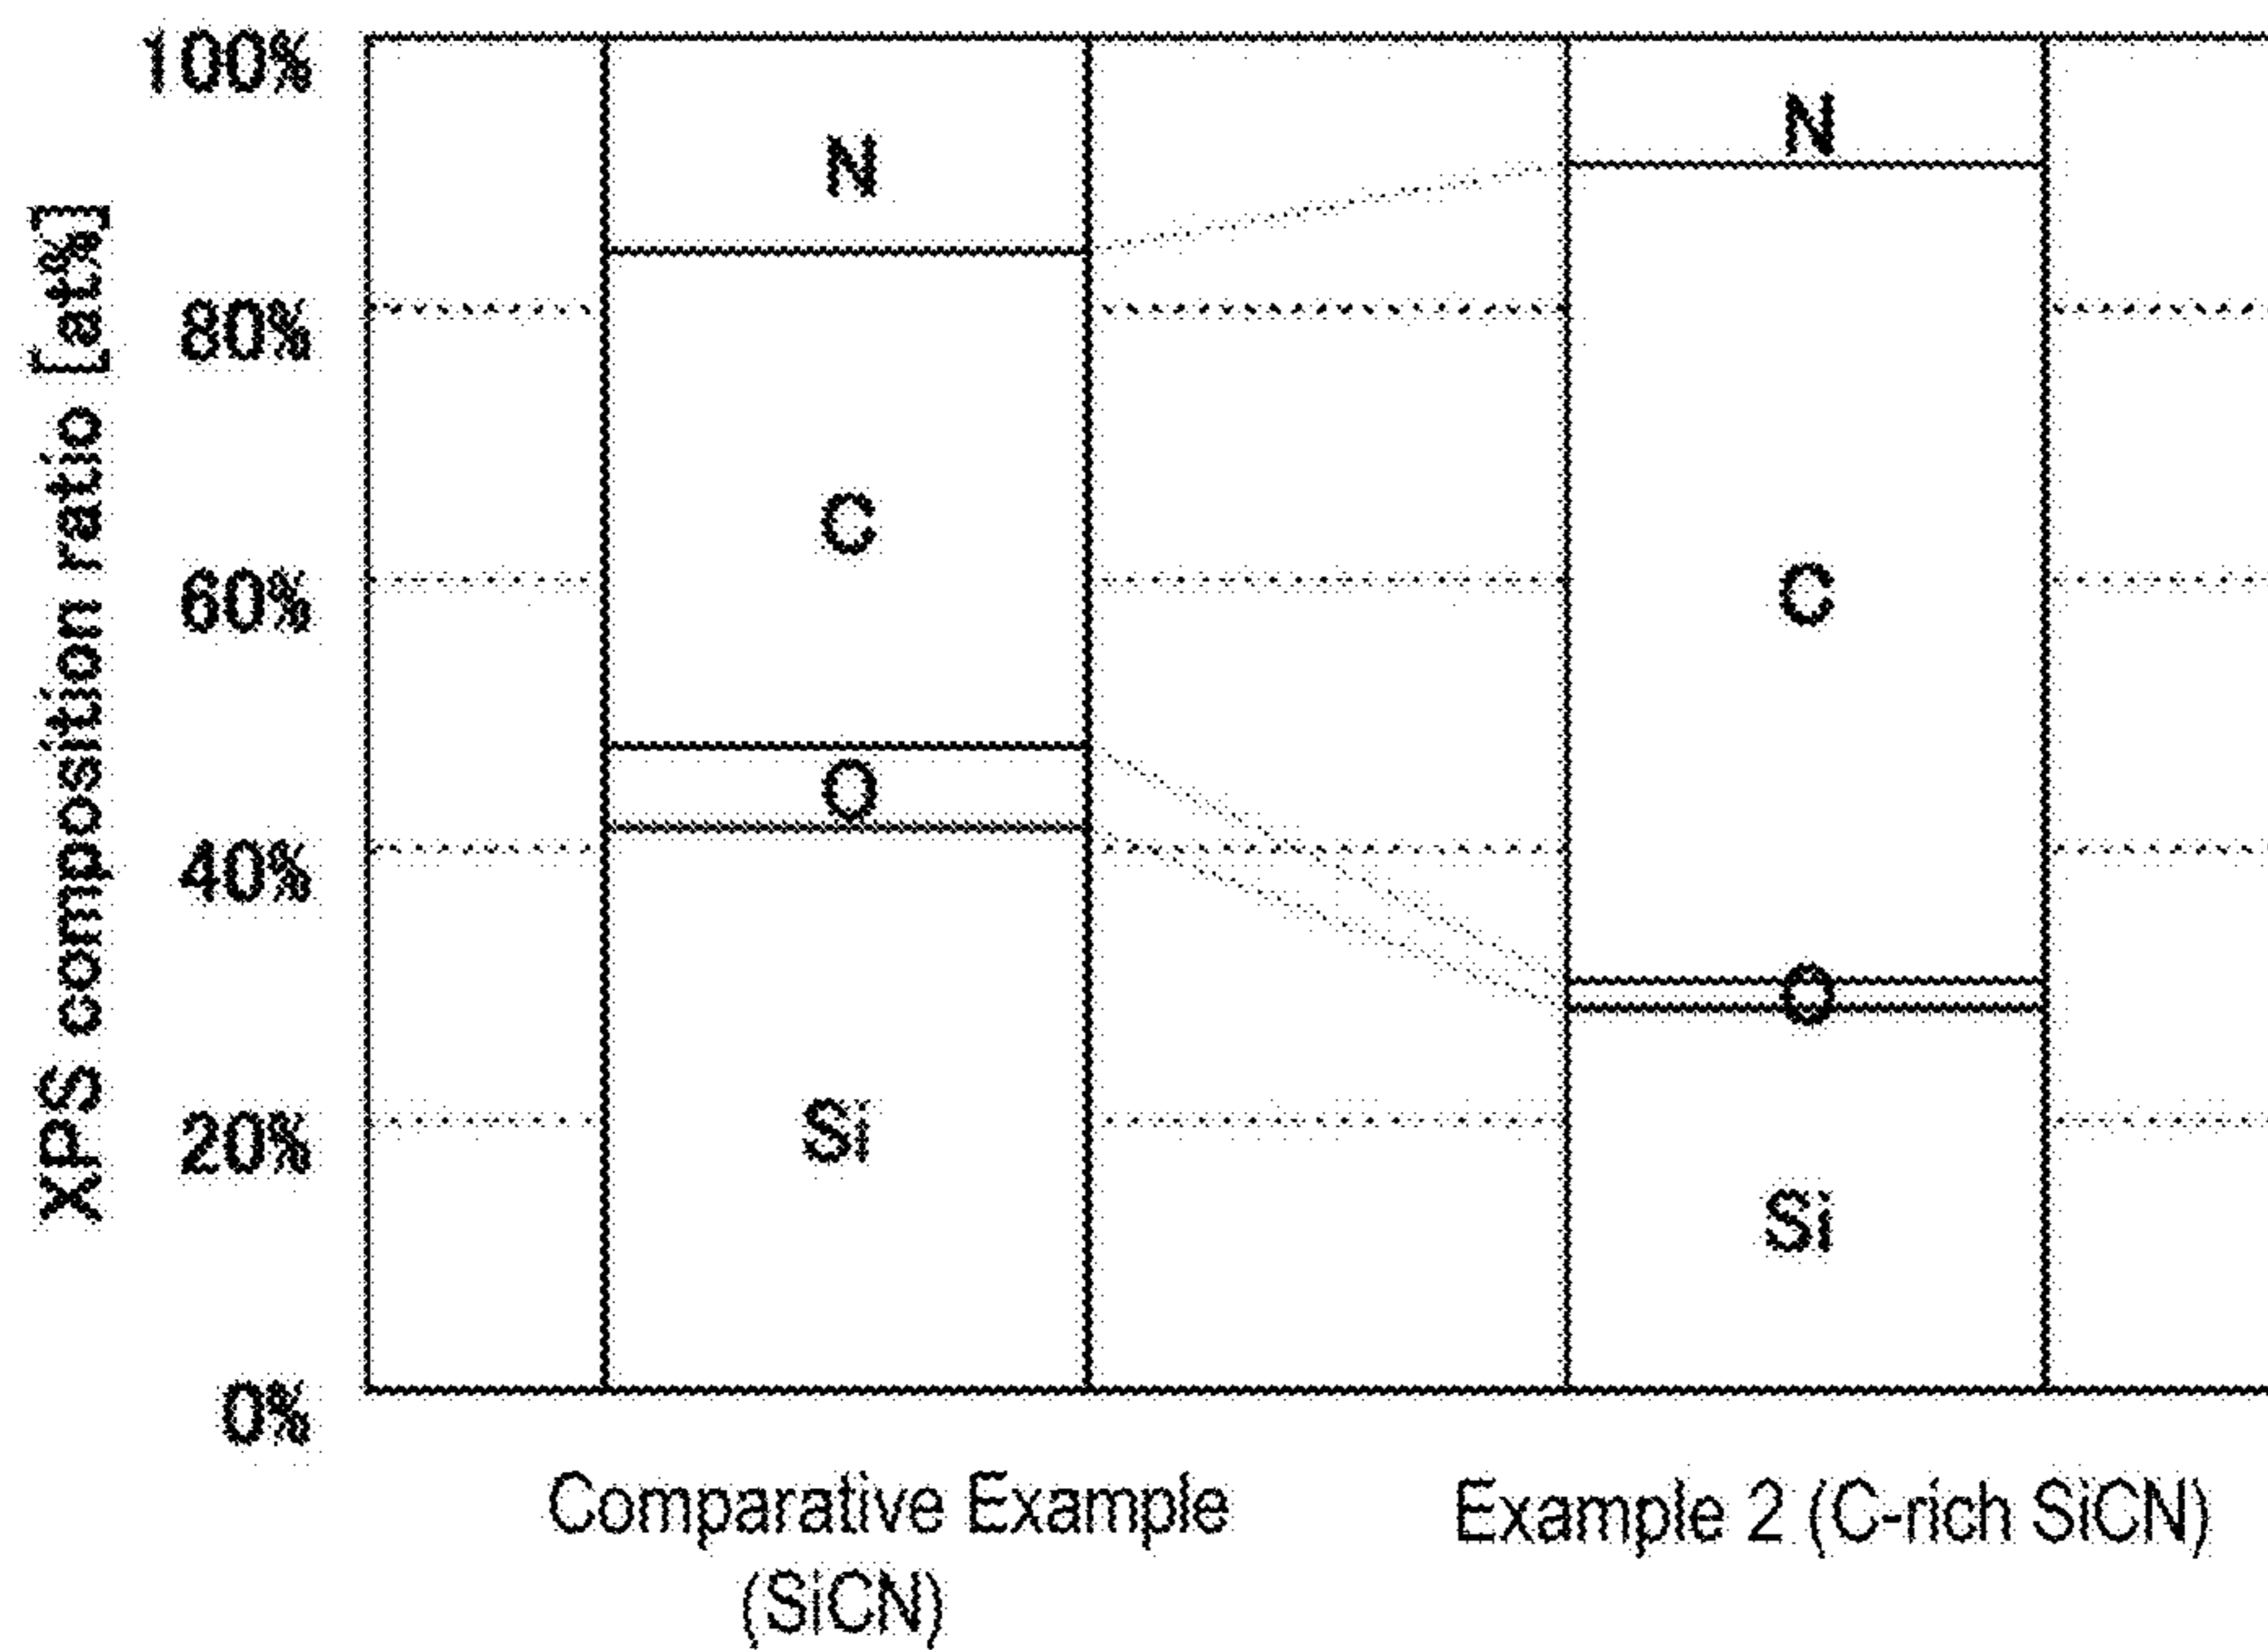 XPS composition ratio [at%]
100%
80%
60%
40%
20%
0%
N
C
O
Si
N
C
O
Si
Comparative Example
(SiCN)
Example 2 (C-rich SiCN)